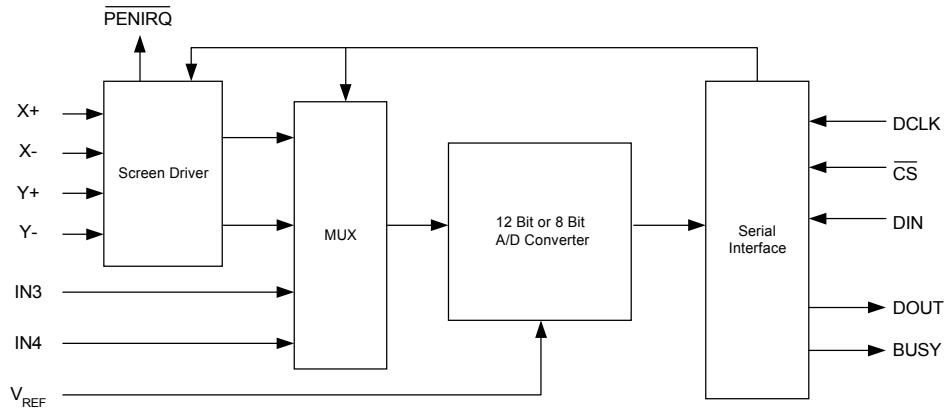 PENIRQ
X+
X-
Y+
Y-
IN3
IN4
VREF
Screen Driver
MUX
12 Bit or 8 Bit
A/D Converter
Serial
Interface
DCLK
CS
DIN
DOUT
BUSY